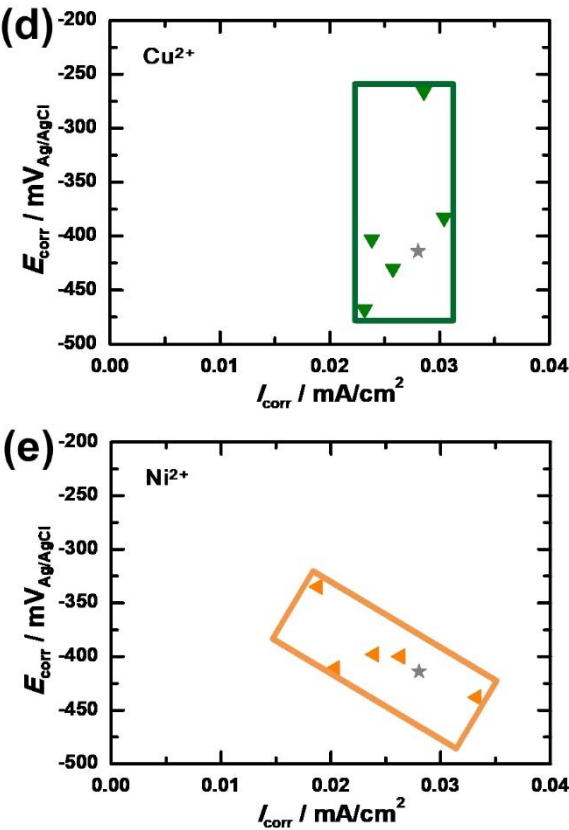 (d)
Cu²⁺
-200
-250
-300
-350
-400
-450
-500
E_corr / mV_Ag/AgCl
0.00 0.01 0.02 0.03 0.04
I_corr / mA/cm²
(e)
Ni²⁺
-200
-250
-300
-350
-400
-450
-500
E_corr / mV_Ag/AgCl
0.00 0.01 0.02 0.03 0.04
I_corr / mA/cm²